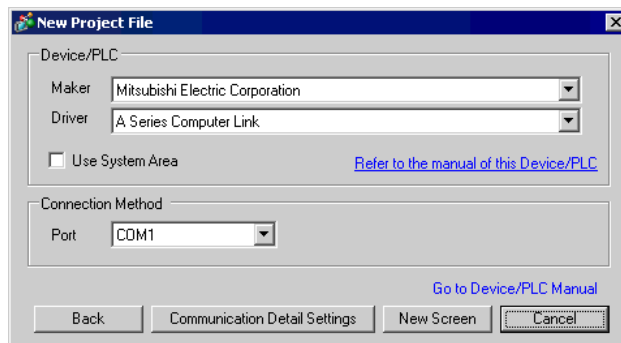 New Project File
Device/PLC
Maker Mitsubishi Electric Corporation
Driver A Series Computer Link
Use System Area Refer to the manual of this Device/PLC
Connection Method
Port COM1
Go to Device/PLC Manual
Back Communication Detail Settings New Screen Cancel